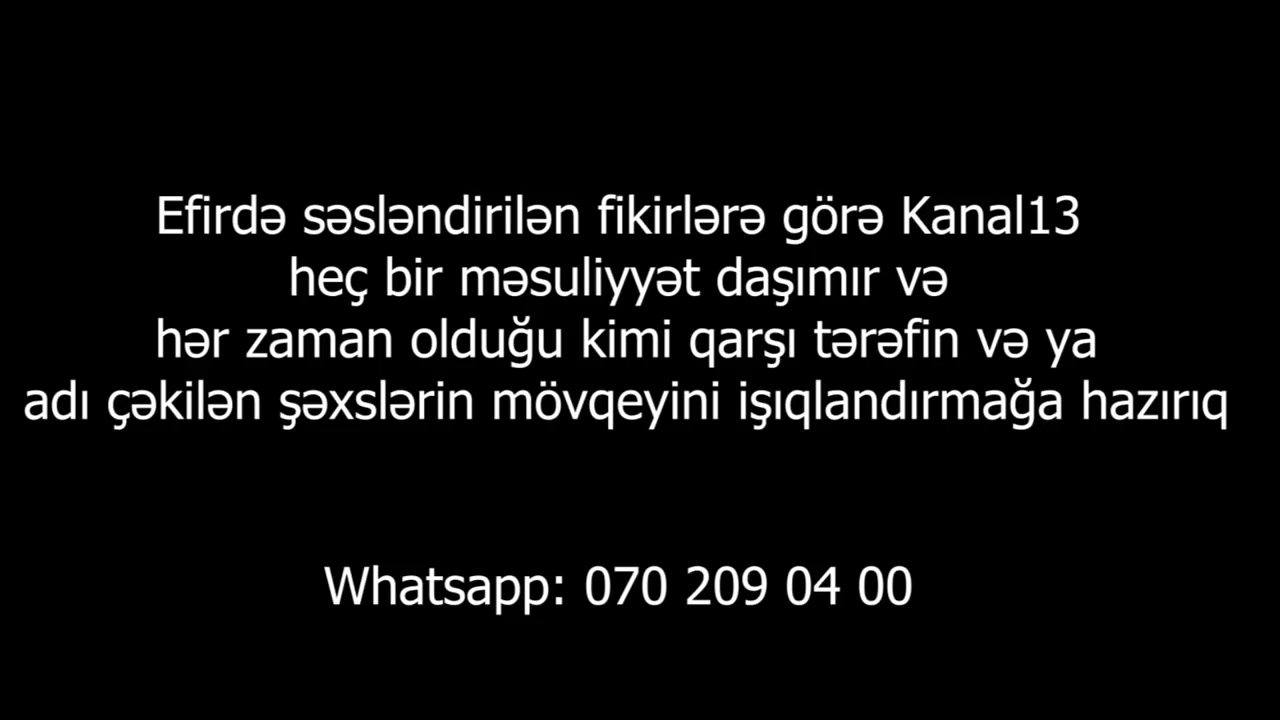 Efirdə səsləndirilən fikirlərə görə Kanal13
heç bir məsuliyyət daşımır və
hər zaman olduğu kimi qarşı tərəfin və ya
adı çəkilən şəxslərin mövqeyini işıqlandırmağa hazırıq
Whatsapp: 070 209 04 00